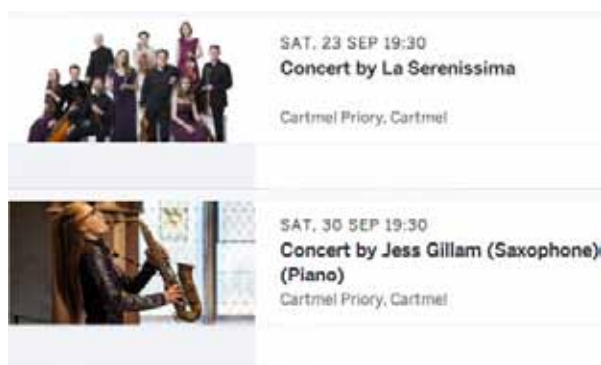 SAT, 23 SEP 19:30
Concert by La Serenissima
Cartmel Priory, Cartmel
SAT, 30 SEP 19:30
Concert by Jess Gillam (Saxophone)
(Piano)
Cartmel Priory, Cartmel